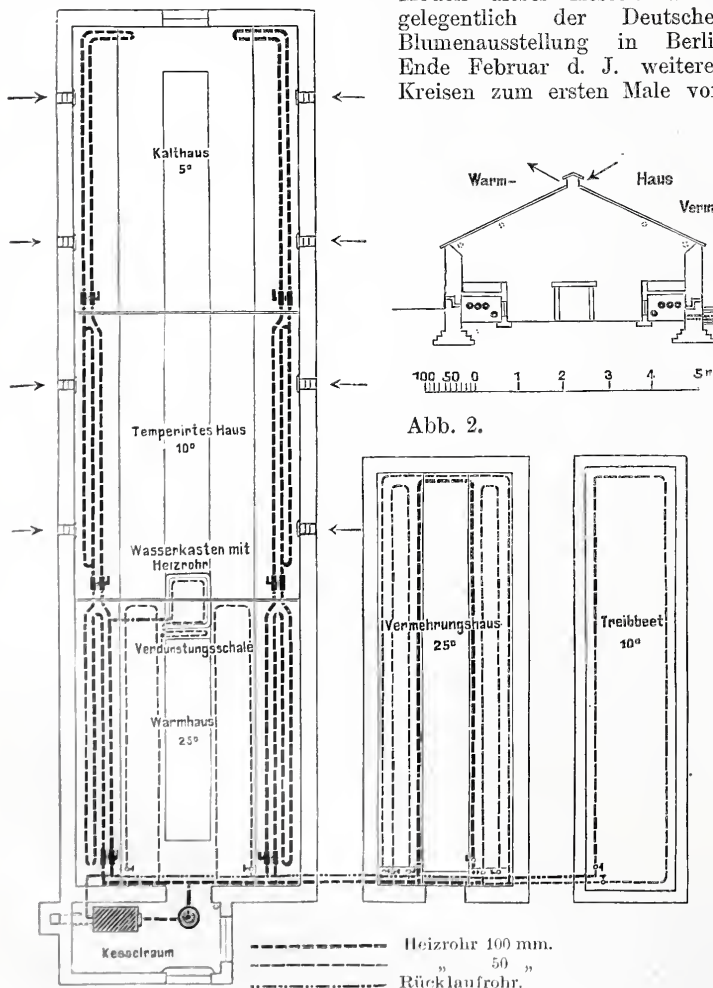 gelegentlich der Deutsche
Blumenausstellung in Berli
Ende Februar d. J. weitere
Kreisen zum ersten Male vor
Warm-
Haus
Verm
100 50 0 1 2 3 4 5 m
Abb. 2.
Kalthaus
5°
Temperirtes Haus
10°
Wasserkasten mit
Heizrohr
Verdunstungsschale
Warmhaus
25°
Vermehrungshaus
25°
Treibbeet
10°
Kesselraum
Heizrohr 100 mm.
„ 50 „
Rücklaufrohr.